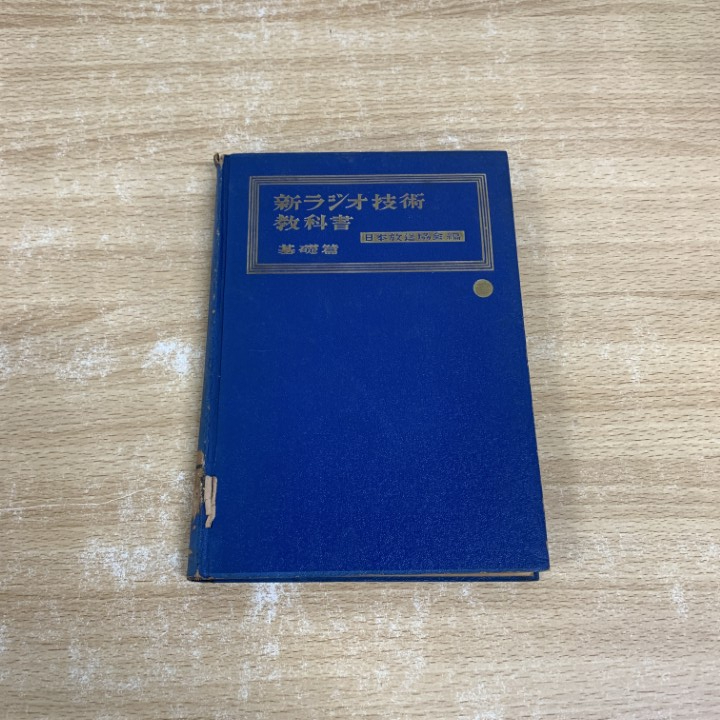 新ラジオ技術
教科書
日本放送協会編
基礎篇